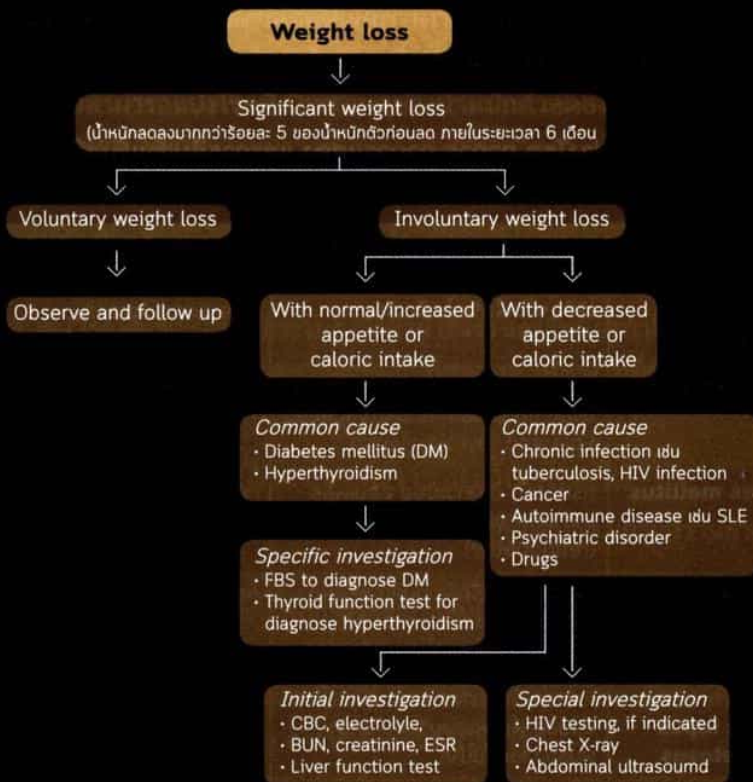 Weight loss
Significant weight loss
(น้ำหนักลดลงมากกว่าร้อยละ 5 ของน้ำหนักตัวก่อนลด ภายในระยะเวลา 6 เดือน
Voluntary weight loss
Involuntary weight loss
Observe and follow up
With normal/increased
appetite or
caloric intake
With decreased
appetite or
caloric intake
Common cause
• Diabetes mellitus (DM)
• Hyperthyroidism
Common cause
• Chronic infection เช่น
tuberculosis, HIV infection
• Cancer
• Autoimmune disease เช่น SLE
• Psychiatric disorder
• Drugs
Specific investigation
• FBS to diagnose DM
• Thyroid function test for
diagnose hyperthyroidism
Initial investigation
• CBC, electrolyle,
• BUN, creatinine, ESR
• Liver function test
Special investigation
• HIV testing, if indicated
• Chest X-ray
• Abdominal ultrasoumd